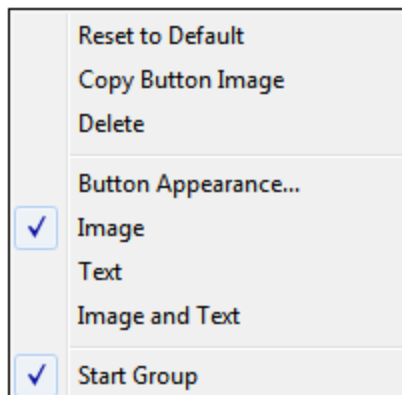 Reset to Default
Copy Button Image
Delete
Button Appearance...
Image
Text
Image and Text
Start Group